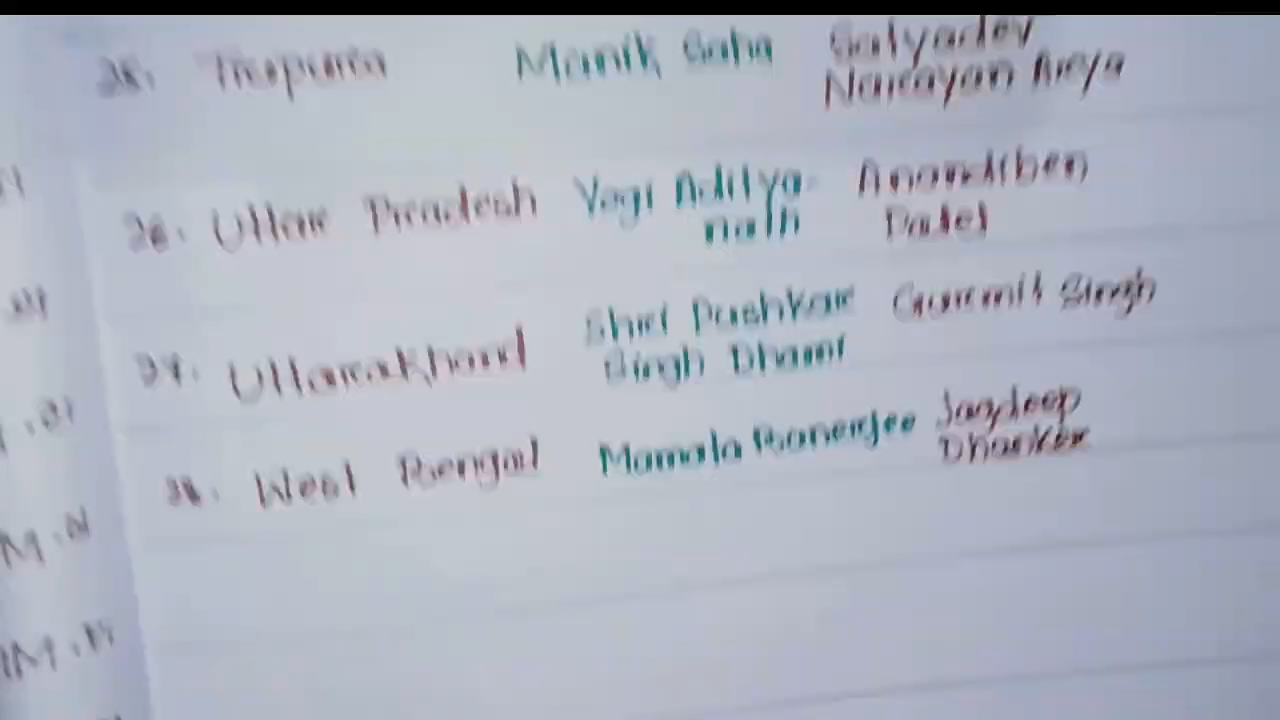 25. Tripura Manik Saha Satyadev
Narayan Arya
26. Uttar Pradesh Yogi Aditya- Anandiben
nath Patel
27. Uttarakhand Shri Pushkar Gurmit Singh
Singh Dhami
28. West Bengal Mamata Banerjee Jagdeep
Dhankar